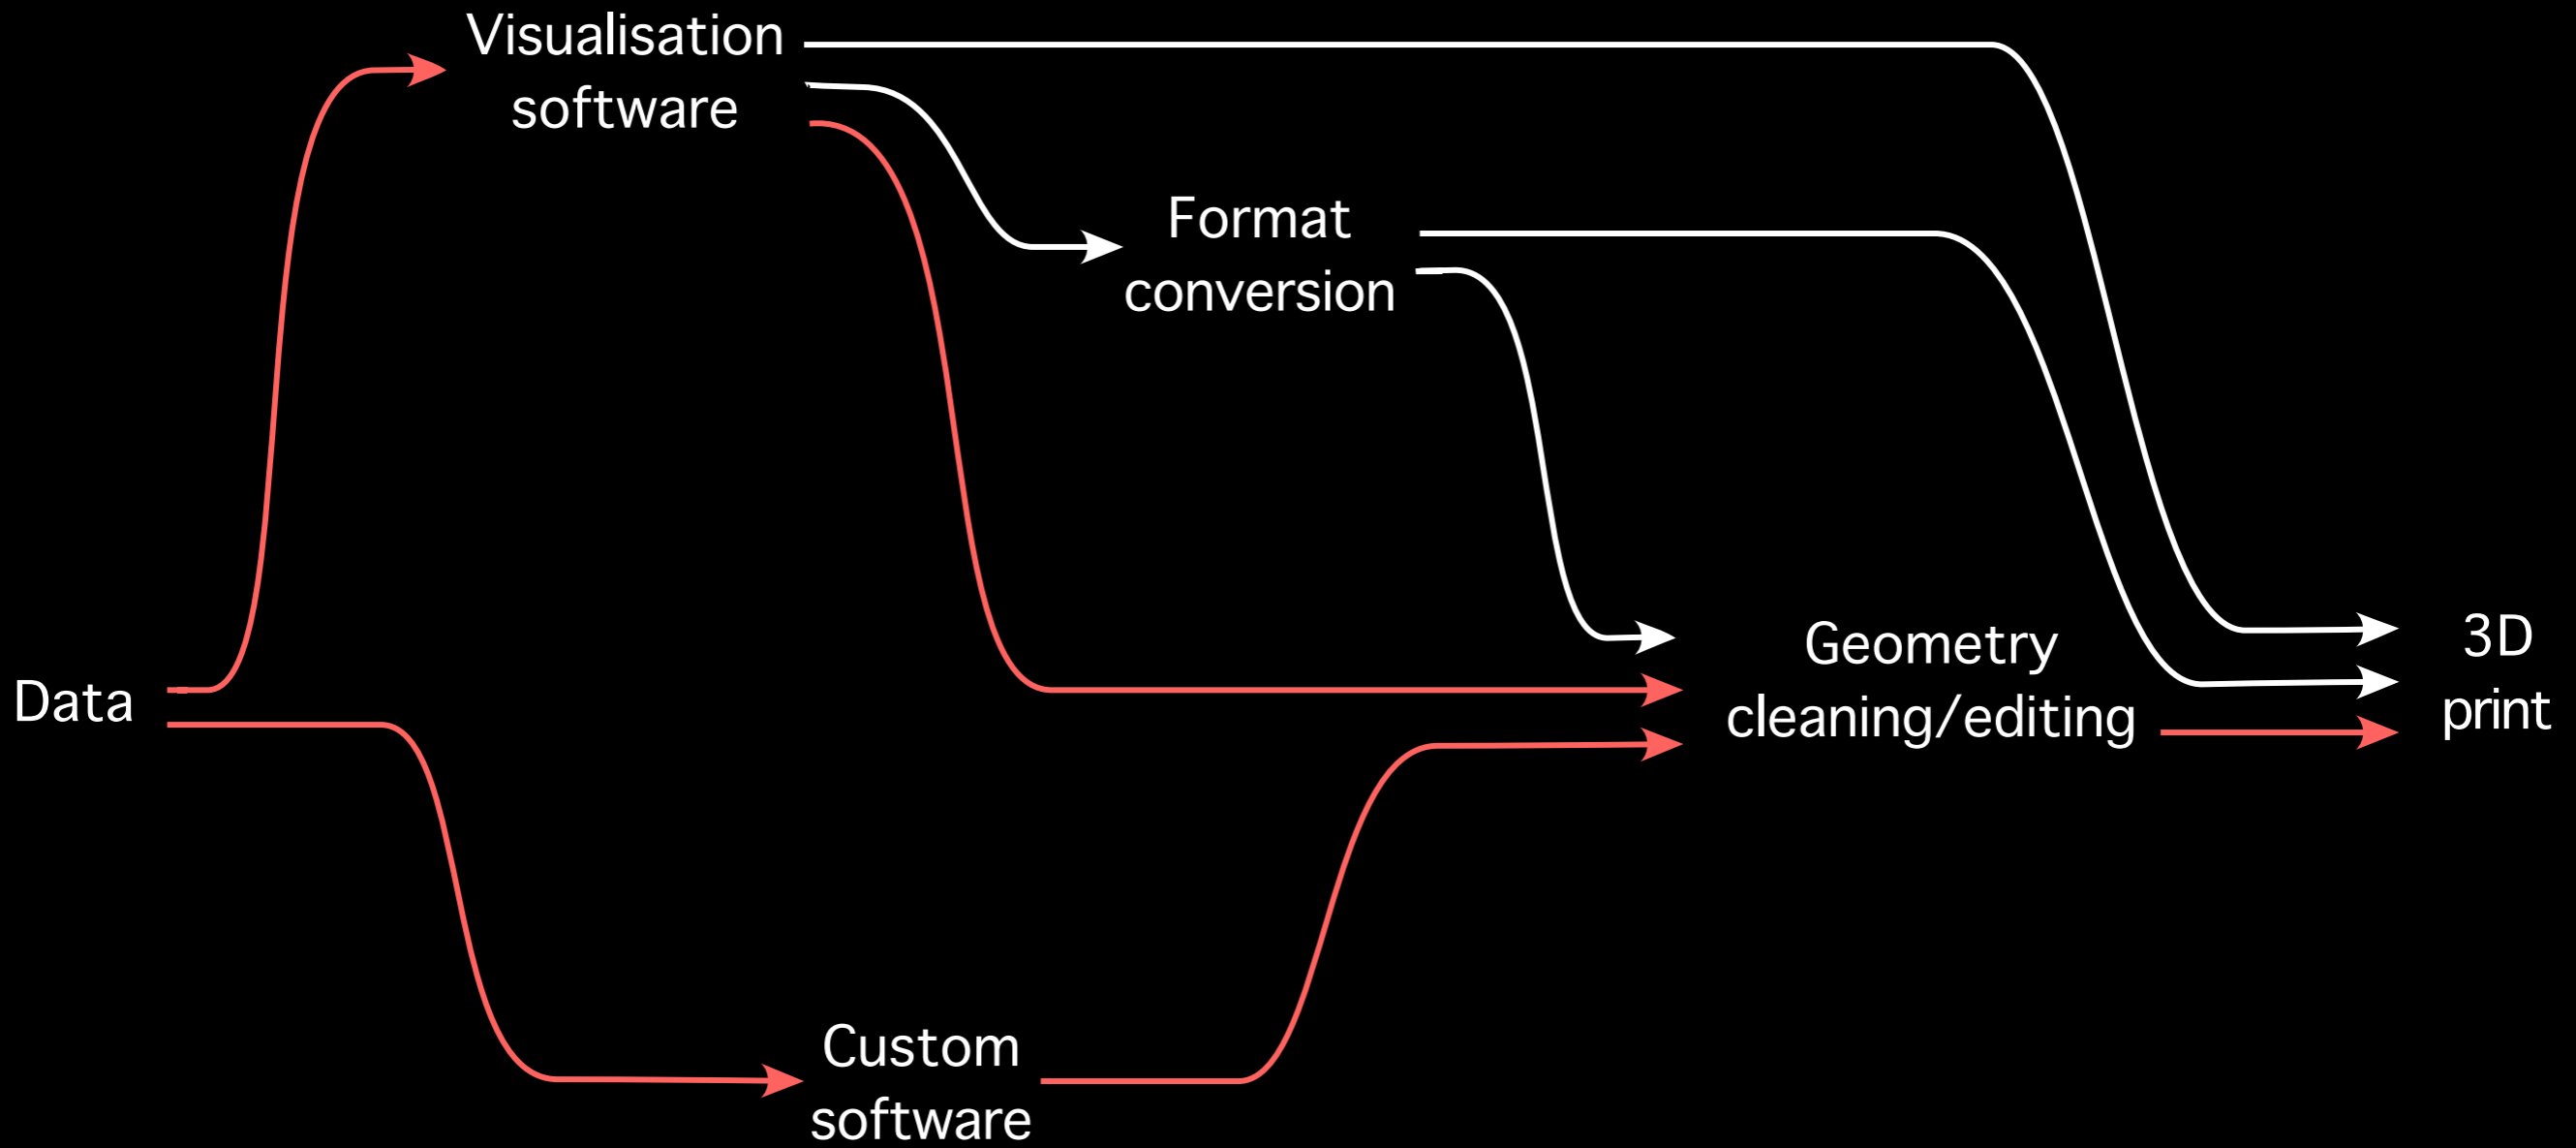 Visualisation
software
Format
conversion
Geometry
cleaning/editing
3D
print
Data
Custom
software